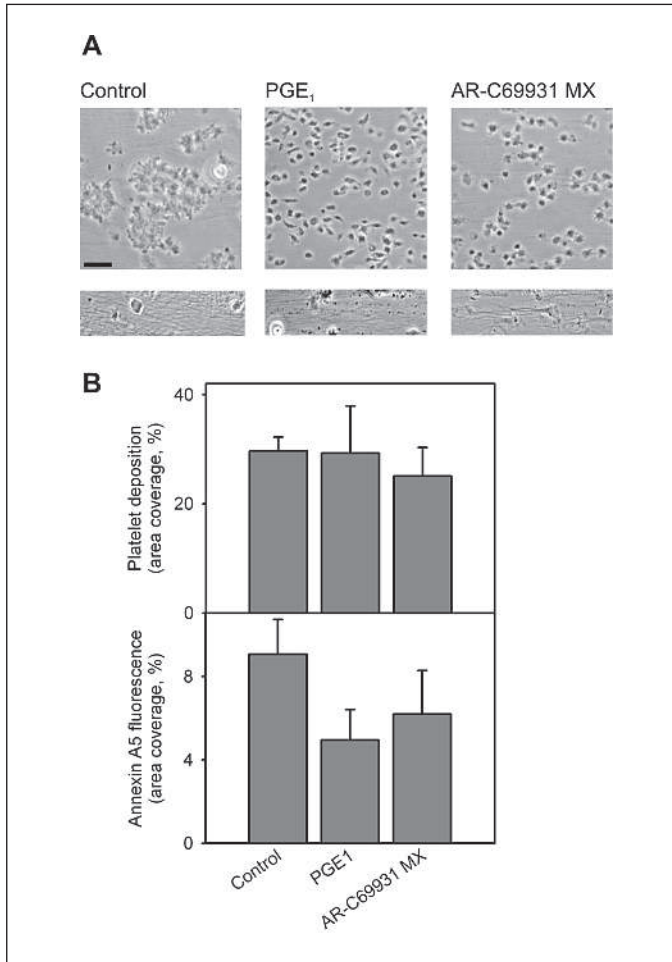 A
Control
PGE₁
AR-C69931 MX
B
Platelet deposition
(area coverage, %)
40
20
0
Annexin A5 fluorescence
(area coverage, %)
8
4
0
Control
PGE1
AR-C69931 MX